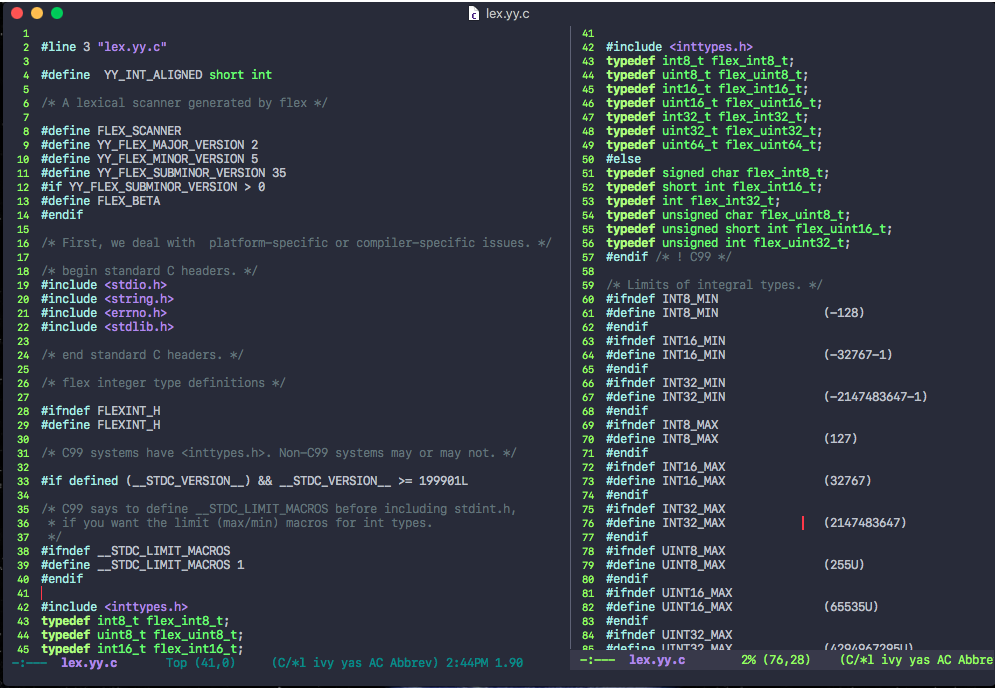 lex.yy.c
1
2 #line 3 "lex.yy.c"
3
4 #define  YY_INT_ALIGNED short int
5
6 /* A lexical scanner generated by flex */
7
8 #define FLEX_SCANNER
9 #define YY_FLEX_MAJOR_VERSION 2
10 #define YY_FLEX_MINOR_VERSION 5
11 #define YY_FLEX_SUBMINOR_VERSION 35
12 #if YY_FLEX_SUBMINOR_VERSION > 0
13 #define FLEX_BETA
14 #endif
15
16 /* First, we deal with  platform-specific or compiler-specific issues. */
17
18 /* begin standard C headers. */
19 #include <stdio.h>
20 #include <string.h>
21 #include <errno.h>
22 #include <stdlib.h>
23
24 /* end standard C headers. */
25
26 /* flex integer type definitions */
27
28 #ifndef FLEXINT_H
29 #define FLEXINT_H
30
31 /* C99 systems have <inttypes.h>. Non-C99 systems may or may not. */
32
33 #if defined (__STDC_VERSION__) && __STDC_VERSION__ >= 199901L
34
35 /* C99 says to define __STDC_LIMIT_MACROS before including stdint.h,
36  * if you want the limit (max/min) macros for int types.
37  */
38 #ifndef __STDC_LIMIT_MACROS
39 #define __STDC_LIMIT_MACROS 1
40 #endif
41
42 #include <inttypes.h>
43 typedef int8_t flex_int8_t;
44 typedef uint8_t flex_uint8_t;
45 typedef int16_t flex_int16_t;
-:--- lex.yy.c Top (41,0) (C/*l ivy yas AC Abbrev) 2:44PM 1.90
41
42 #include <inttypes.h>
43 typedef int8_t flex_int8_t;
44 typedef uint8_t flex_uint8_t;
45 typedef int16_t flex_int16_t;
46 typedef uint16_t flex_uint16_t;
47 typedef int32_t flex_int32_t;
48 typedef uint32_t flex_uint32_t;
49 typedef uint64_t flex_uint64_t;
50 #else
51 typedef signed char flex_int8_t;
52 typedef short int flex_int16_t;
53 typedef int flex_int32_t;
54 typedef unsigned char flex_uint8_t;
55 typedef unsigned short int flex_uint16_t;
56 typedef unsigned int flex_uint32_t;
57 #endif /* ! C99 */
58
59 /* Limits of integral types. */
60 #ifndef INT8_MIN
61 #define INT8_MIN               (-128)
62 #endif
63 #ifndef INT16_MIN
64 #define INT16_MIN              (-32767-1)
65 #endif
66 #ifndef INT32_MIN
67 #define INT32_MIN              (-2147483647-1)
68 #endif
69 #ifndef INT8_MAX
70 #define INT8_MAX               (127)
71 #endif
72 #ifndef INT16_MAX
73 #define INT16_MAX              (32767)
74 #endif
75 #ifndef INT32_MAX
76 #define INT32_MAX              (2147483647)
77 #endif
78 #ifndef UINT8_MAX
79 #define UINT8_MAX              (255U)
80 #endif
81 #ifndef UINT16_MAX
82 #define UINT16_MAX             (65535U)
83 #endif
84 #ifndef UINT32_MAX
85 #define UINT32_MAX             (4294967295U)
-:--- lex.yy.c 2% (76,28) (C/*l ivy yas AC Abbre